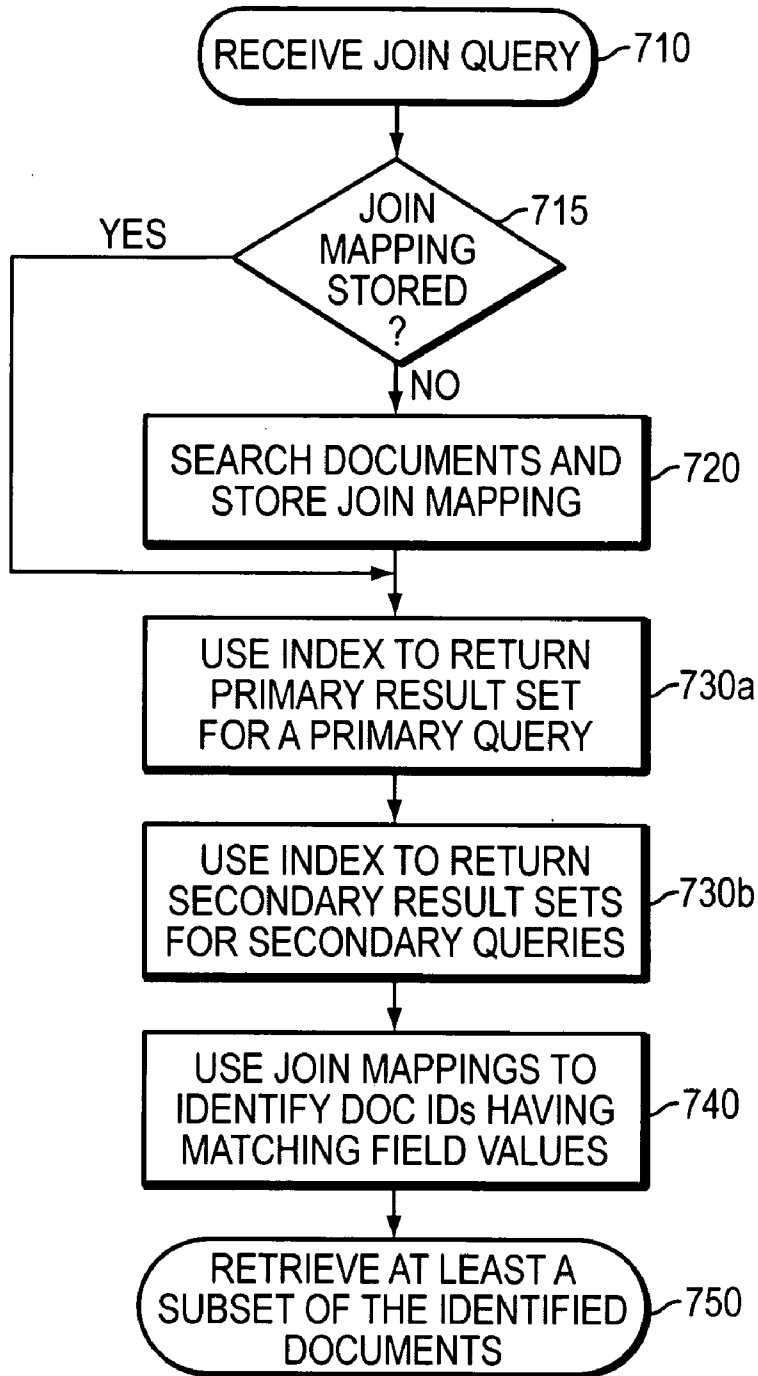 RECEIVE JOIN QUERY
710
JOIN
MAPPING
STORED
?
715
YES
NO
SEARCH DOCUMENTS AND
STORE JOIN MAPPING
720
USE INDEX TO RETURN
PRIMARY RESULT SET
FOR A PRIMARY QUERY
730a
USE INDEX TO RETURN
SECONDARY RESULT SETS
FOR SECONDARY QUERIES
730b
USE JOIN MAPPINGS TO
IDENTIFY DOC IDs HAVING
MATCHING FIELD VALUES
740
RETRIEVE AT LEAST A
SUBSET OF THE IDENTIFIED
DOCUMENTS
750